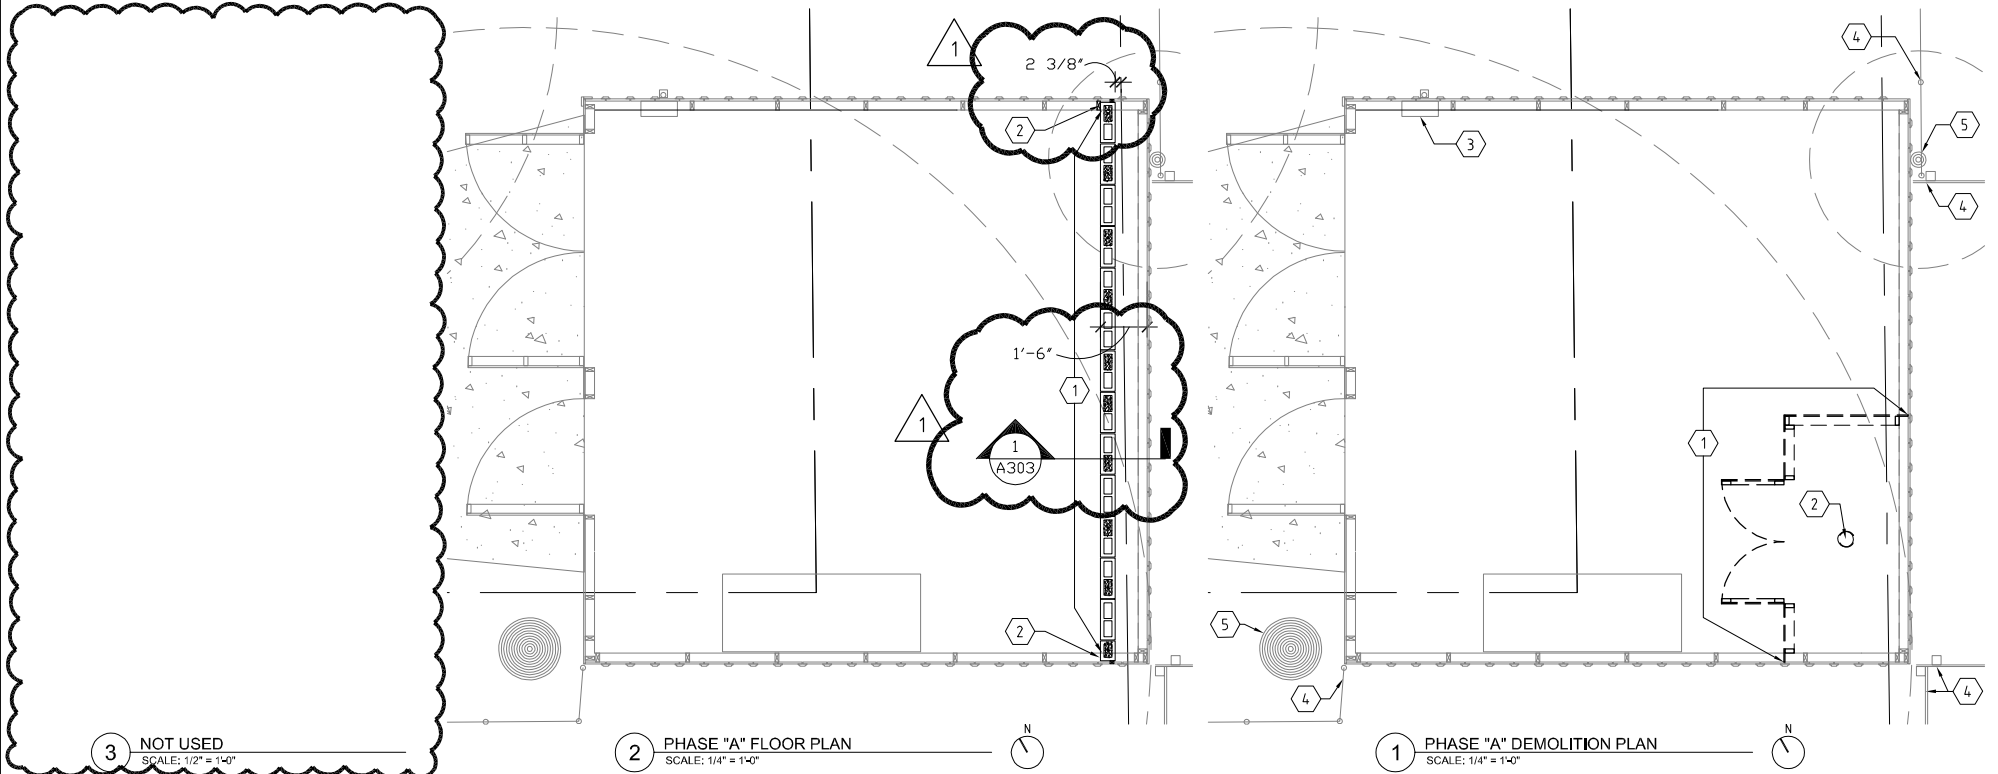 3
NOT USED
SCALE: 1/2" = 1'-0"
1
2 3/8"
2
1'-6"
1
1
1
A303
2
2
PHASE "A" FLOOR PLAN
SCALE: 1/4" = 1'-0"
N
4
5
3
4
1
2
5
4
4
1
PHASE "A" DEMOLITION PLAN
SCALE: 1/4" = 1'-0"
N